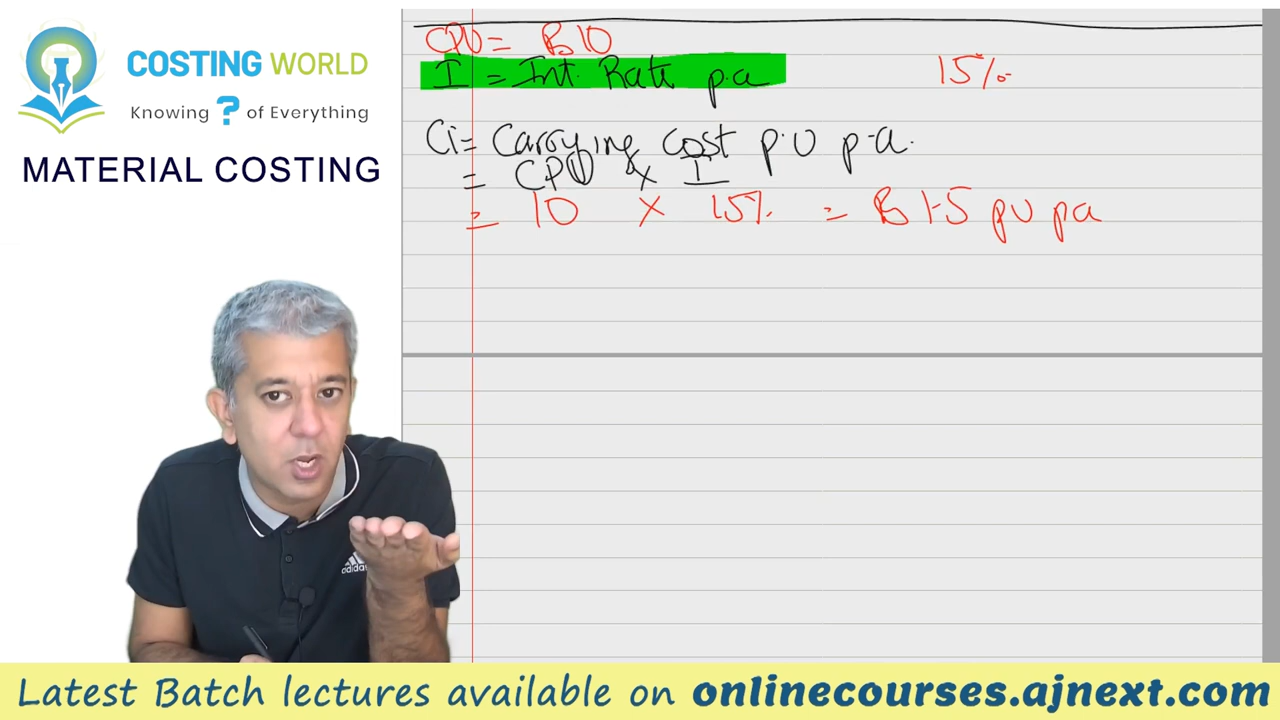 COSTING WORLD
Knowing ? of Everything
MATERIAL COSTING
CPU = Rs 10
I = Int. Rate p.a 15%
Ci = Carrying cost p.u p.a.
= CPU x I
= 10 x 15% = Rs 1.5 pu pa
adidas
Latest Batch lectures available on onlinecourses.ajnext.com